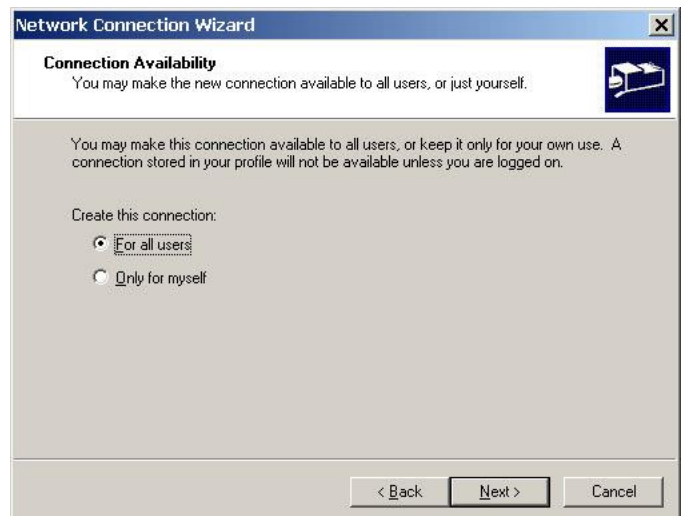 Network Connection Wizard
Connection Availability
You may make the new connection available to all users, or just yourself.
You may make this connection available to all users, or keep it only for your own use. A
connection stored in your profile will not be available unless you are logged on.
Create this connection:
For all users
Only for myself
< Back Next > Cancel